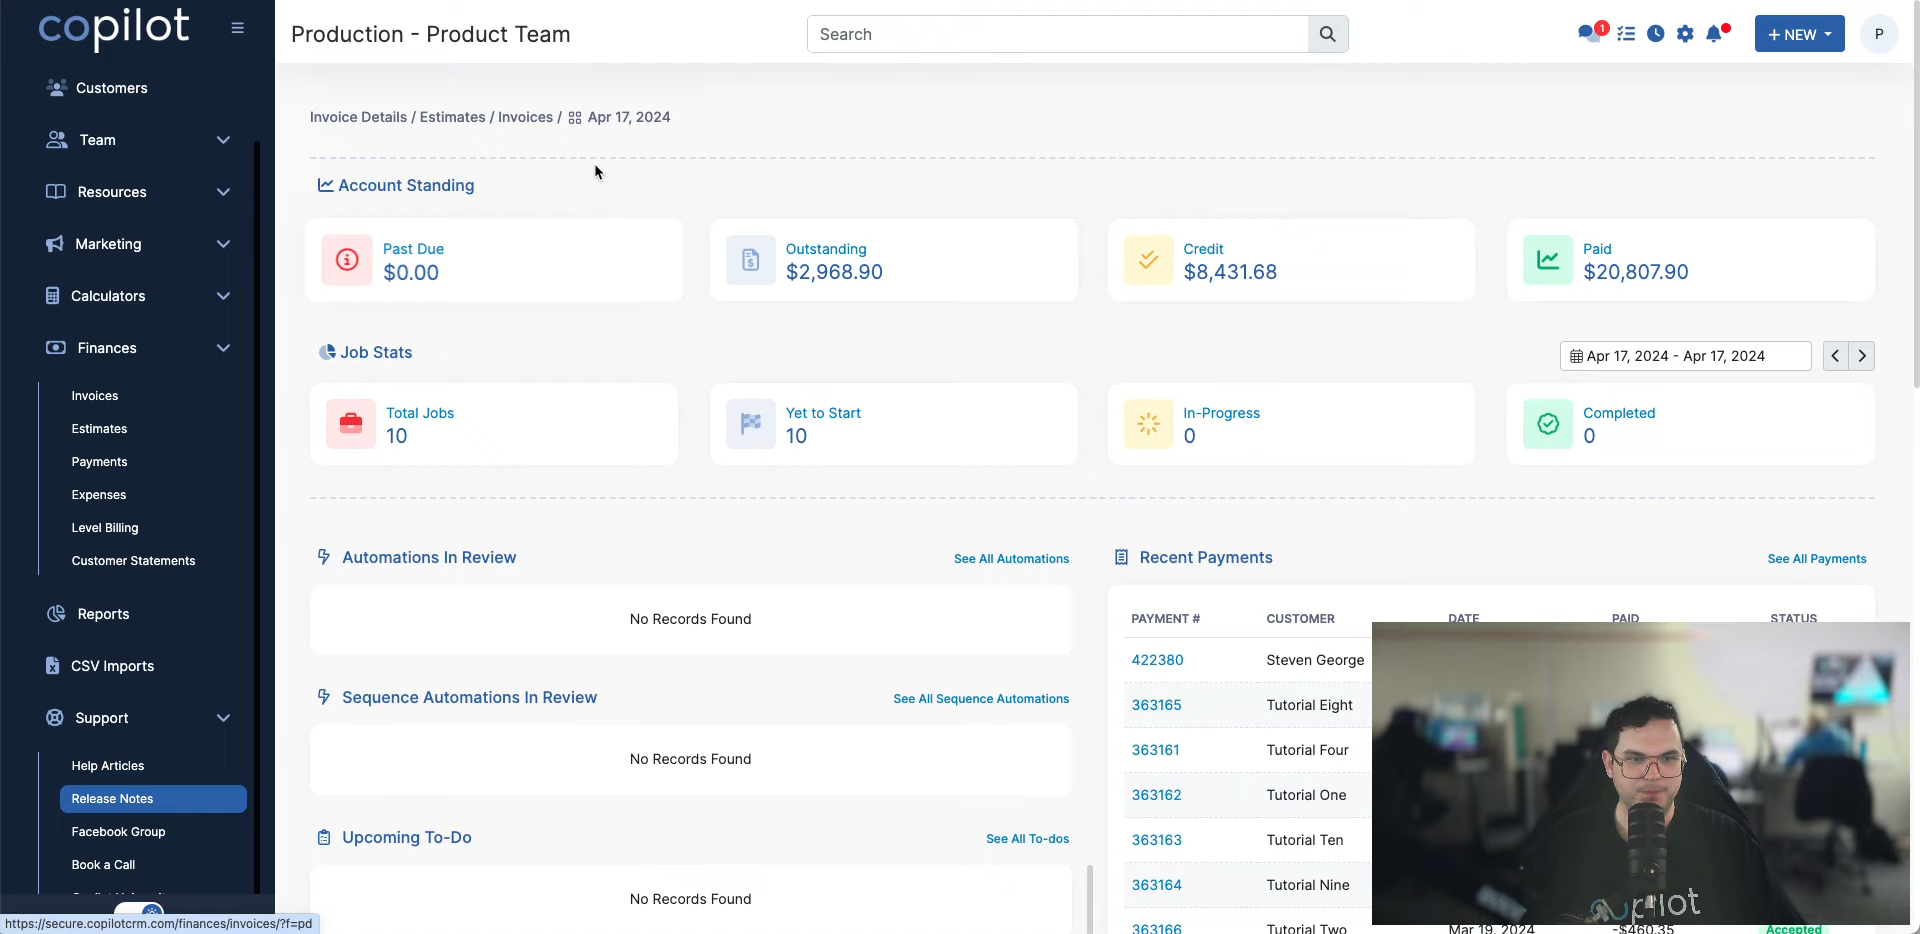 copilot
Production - Product Team
Search
1
+ NEW
P
Customers
Team
Resources
Marketing
Calculators
Finances
Invoices
Estimates
Payments
Expenses
Level Billing
Customer Statements
Reports
CSV Imports
Support
Help Articles
Release Notes
Facebook Group
Book a Call
https://secure.copilotcrm.com/finances/invoices/?f=pd
Invoice Details / Estimates / Invoices / Apr 17, 2024
Account Standing
Past Due
$0.00
Outstanding
$2,968.90
Credit
$8,431.68
Paid
$20,807.90
Job Stats
Apr 17, 2024 - Apr 17, 2024
Total Jobs
10
Yet to Start
10
In-Progress
0
Completed
0
Automations In Review
See All Automations
No Records Found
Sequence Automations In Review
See All Sequence Automations
No Records Found
Upcoming To-Do
See All To-dos
No Records Found
Recent Payments
See All Payments
PAYMENT # CUSTOMER DATE PAID STATUS
422380 Steven George
363165 Tutorial Eight
363161 Tutorial Four
363162 Tutorial One
363163 Tutorial Ten
363164 Tutorial Nine
363166 Tutorial Two Mar 19, 2024 -$460.35 Accepted